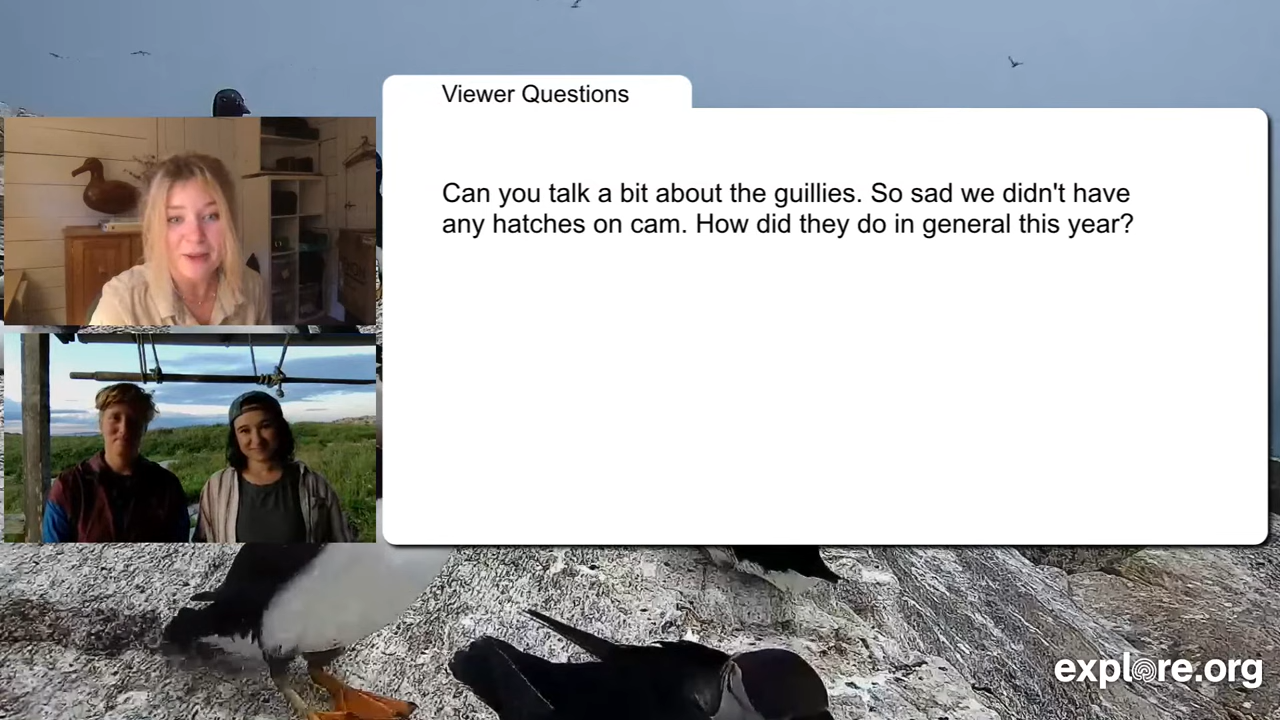 Viewer Questions
Can you talk a bit about the guillies. So sad we didn't have
any hatches on cam. How did they do in general this year?
explore.org